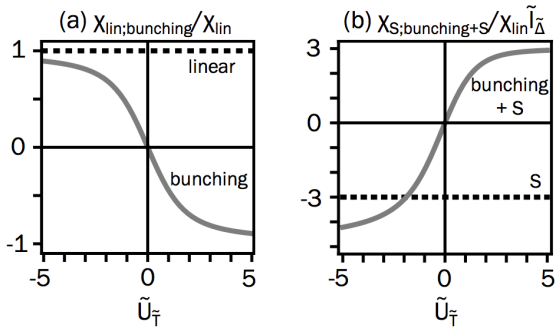 (a) χlin;bunching/χlin
1
linear
0
bunching
-1
-5 0 5
ŨT̃
(b) χS;bunching+S/χlinĨΔ̃
3
bunching
+ S
0
S
-3
-5 0 5
ŨT̃